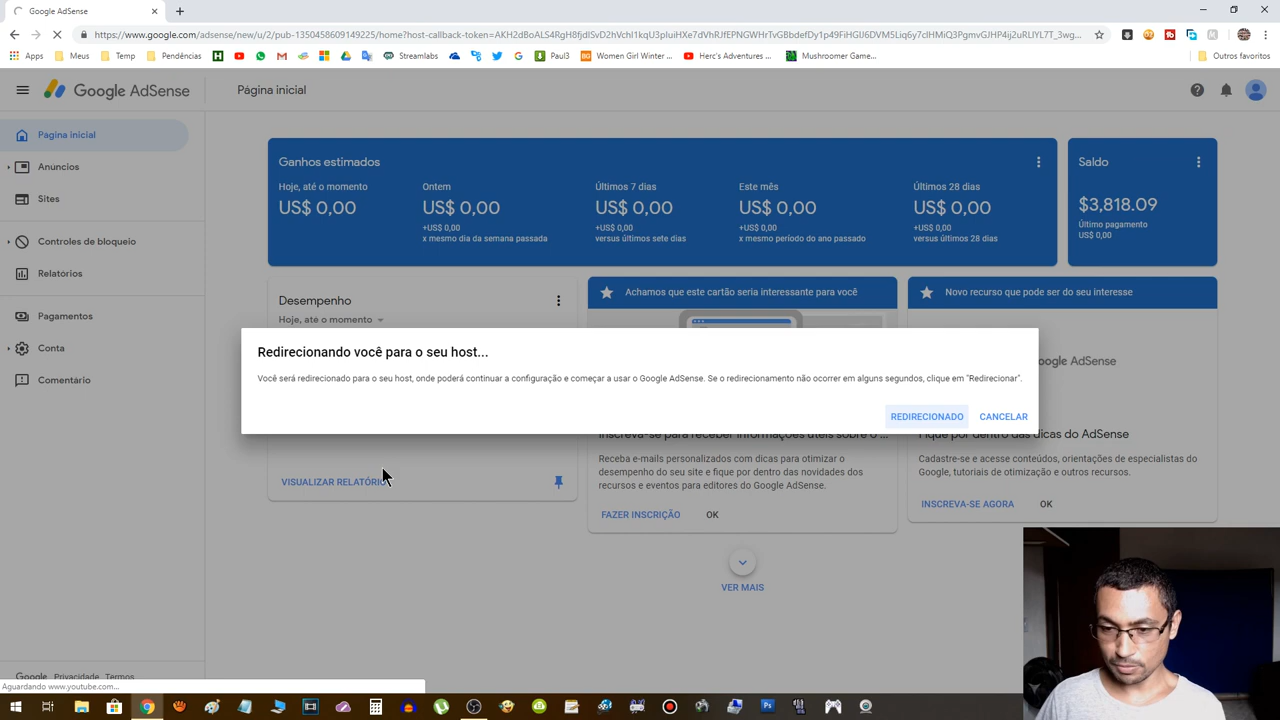 Google AdSense
https://www.google.com/adsense/new/u/2/pub-1350458609149225/home?host-callback-token=
Apps
Meus
Temp
Pendências
Streamlabs
Paul3
Women Girl Winter ...
Herc's Adventures ...
Mushroomer Gam...
Outros favoritos
Google AdSense
Página inicial
Página inicial
Anúncios
Sites
Controles de bloqueio
Relatórios
Pagamentos
Conta
Comentário
Ganhos estimados
Hoje, até o momento
US$ 0,00
Ontem
US$ 0,00
+US$ 0,00
x mesmo dia da semana passada
Últimos 7 dias
US$ 0,00
+US$ 0,00
versus últimos sete dias
Este mês
US$ 0,00
+US$ 0,00
x mesmo período do ano passado
Últimos 28 dias
US$ 0,00
+US$ 0,00
versus últimos 28 dias
Saldo
$3,818.09
Último pagamento
US$ 0,00
Desempenho
Hoje, até o momento
Achamos que este cartão seria interessante para você
Novo recurso que pode ser do seu interesse
AdSense
Redirecionando você para o seu host...
Você será redirecionado para o seu host, onde poderá continuar a configuração e começar a usar o Google AdSense. Se o redirecionamento não ocorrer em alguns segundos, clique em "Redirecionar".
REDIRECIONADO
CANCELAR
VISUALIZAR RELATÓRIO
Inscreva-se para receber informações úteis sobre o ...
Receba e-mails personalizados com dicas para otimizar o
desempenho do seu site e fique por dentro das novidades dos
recursos e eventos para editores do Google AdSense.
FAZER INSCRIÇÃO
OK
Fique por dentro das dicas do AdSense
Cadastre-se e acesse conteúdos, orientações de especialistas do
Google, tutoriais de otimização e outros recursos.
INSCREVA-SE AGORA
OK
VER MAIS
Google
Privacidade
Termos
Aguardando www.youtube.com...